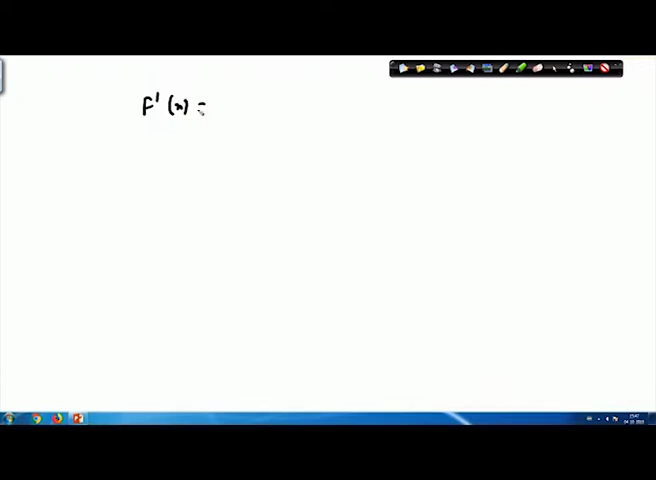 F'(x) =